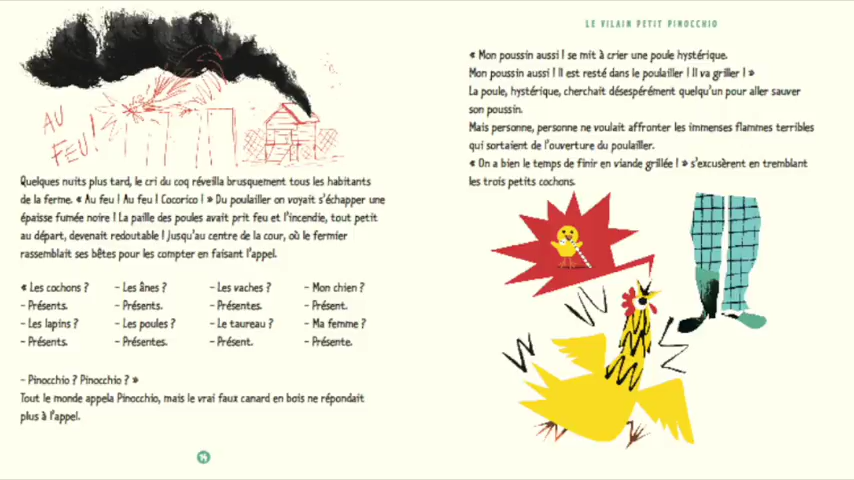 AU
FEU !
Quelques nuits plus tard, le cri du coq réveilla brusquement tous les habitants
de la ferme. « Au feu ! Au feu ! Cocorico ! » Du poulailler on voyait s'échapper une
épaisse fumée noire ! La paille des poules avait prit feu et l'incendie, tout petit
au départ, devenait redoutable ! Jusqu'au centre de la cour, où le fermier
rassemblait ses bêtes pour les compter en faisant l'appel.
« Les cochons ?
– Présents.
– Les lapins ?
– Présents.
– Les ânes ?
– Présents.
– Les poules ?
– Présentes.
– Les vaches ?
– Présentes.
– Le taureau ?
– Présent.
– Mon chien ?
– Présent.
– Ma femme ?
– Présente.
– Pinocchio ? Pinocchio ? »
Tout le monde appela Pinocchio, mais le vrai faux canard en bois ne répondait
plus à l'appel.
14
LE VILAIN PETIT PINOCCHIO
« Mon poussin aussi ! se mit à crier une poule hystérique.
Mon poussin aussi ! Il est resté dans le poulailler ! Il va griller ! »
La poule, hystérique, cherchait désespérément quelqu'un pour aller sauver
son poussin.
Mais personne, personne ne voulait affronter les immenses flammes terribles
qui sortaient de l'ouverture du poulailler.
« On a bien le temps de finir en viande grillée ! » s'excusèrent en tremblant
les trois petits cochons.